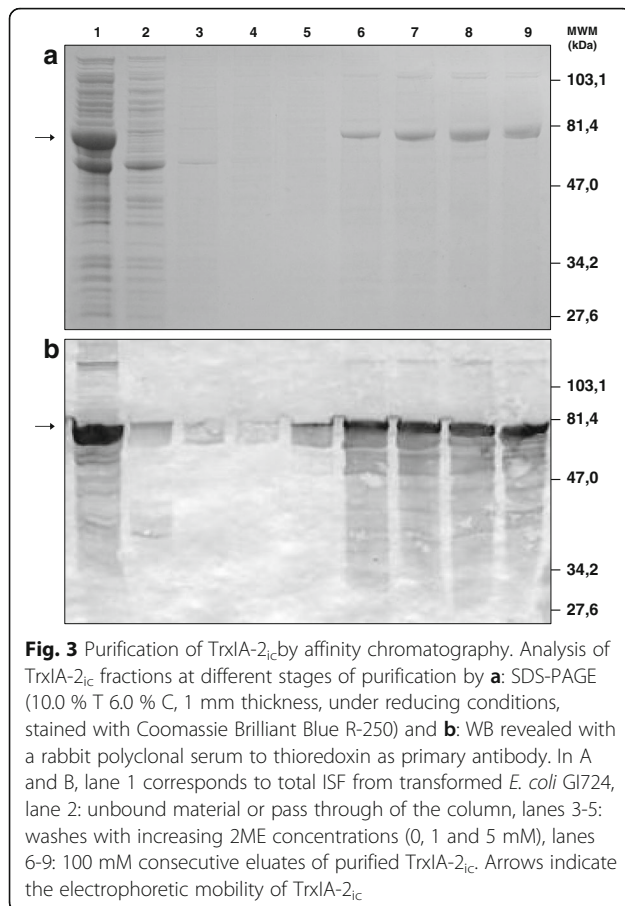 1 2 3 4 5 6 7 8 9 MWM
(kDa)
a
103,1
81,4
47,0
34,2
27,6
b
103,1
81,4
47,0
34,2
27,6
Fig. 3 Purification of TrxIA-2icby affinity chromatography. Analysis of
TrxIA-2ic fractions at different stages of purification by a: SDS-PAGE
(10.0 % T 6.0 % C, 1 mm thickness, under reducing conditions,
stained with Coomassie Brilliant Blue R-250) and b: WB revealed with
a rabbit polyclonal serum to thioredoxin as primary antibody. In A
and B, lane 1 corresponds to total ISF from transformed E. coli GI724,
lane 2: unbound material or pass through of the column, lanes 3-5:
washes with increasing 2ME concentrations (0, 1 and 5 mM), lanes
6-9: 100 mM consecutive eluates of purified TrxIA-2ic. Arrows indicate
the electrophoretic mobility of TrxIA-2ic